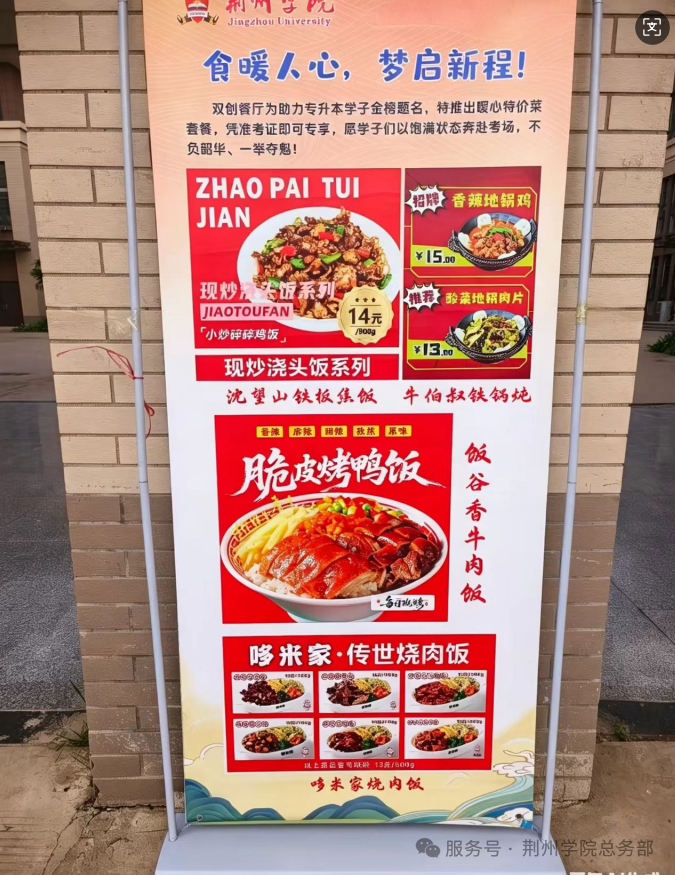 荆州学院
Jingzhou University
食暖人心，梦启新程!
双创餐厅为助力专升本学子金榜题名，特推出暖心特价菜
套餐，凭准考证即可专享，愿学子们以饱满状态奔赴考场，不
负韶华、一举夺魁！
ZHAO PAI TUI
JIAN
现炒浇头饭系列
JIAOTOUFAN
「小炒碎碎鸡饭」
14元
/500g
现炒浇头饭系列
招牌
香辣地锅鸡
¥15.00
推荐
酸菜地锅肉片
¥13.00
沈望山铁板焦饭
牛伯叔铁锅炖
香辣 麻辣 甜辣 孜然 原味
脆皮烤鸭饭
每日现烤
饭谷香牛肉饭
哆米家·传世烧肉饭
哆米家烧肉饭
服务号 · 荆州学院总务部